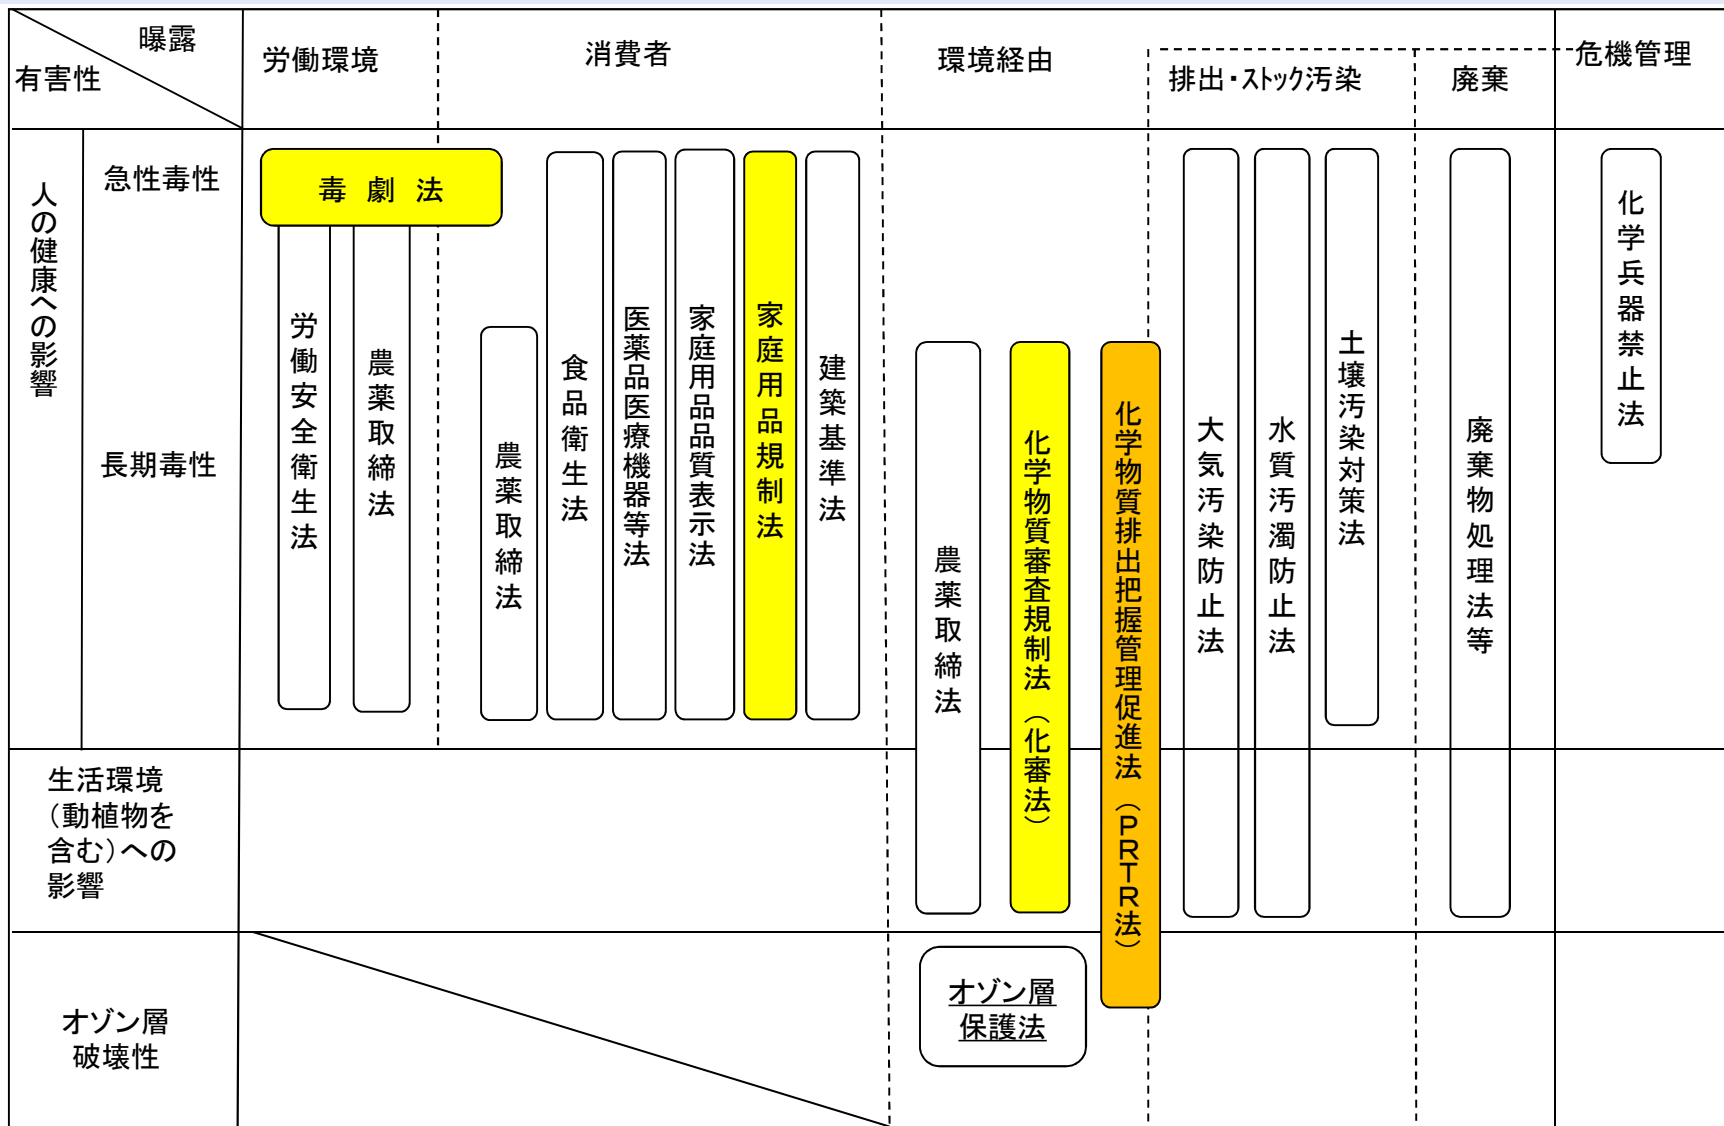 曝露
有害性
労働環境
消費者
環境経由
排出・ストック汚染
廃棄
危機管理
人の健康への影響
急性毒性
長期毒性
毒劇法
労働安全衛生法
農薬取締法
農薬取締法
食品衛生法
医薬品医療機器等法
家庭用品品質表示法
家庭用品規制法
建築基準法
農薬取締法
化学物質審査規制法（化審法）
化学物質排出把握管理促進法（PRTR法）
大気汚染防止法
水質汚濁防止法
土壌汚染対策法
廃棄物処理法等
化学兵器禁止法
生活環境
（動植物を
含む）への
影響
オゾン層
破壊性
オゾン層
保護法